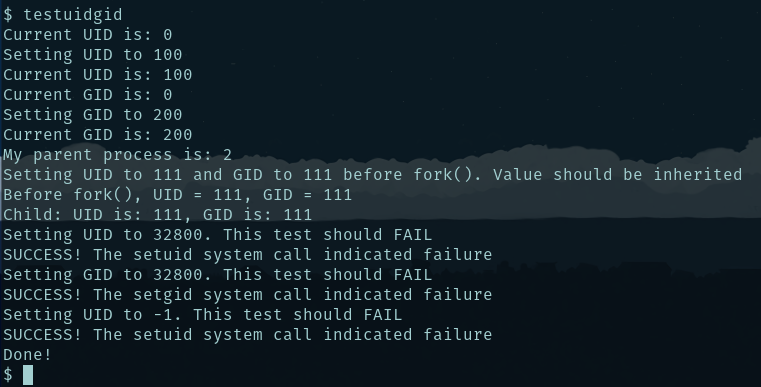 $ testuidgid
Current UID is: 0
Setting UID to 100
Current UID is: 100
Current GID is: 0
Setting GID to 200
Current GID is: 200
My parent process is: 2
Setting UID to 111 and GID to 111 before fork(). Value should be inherited
Before fork(), UID = 111, GID = 111
Child: UID is: 111, GID is: 111
Setting UID to 32800. This test should FAIL
SUCCESS! The setuid system call indicated failure
Setting GID to 32800. This test should FAIL
SUCCESS! The setgid system call indicated failure
Setting UID to -1. This test should FAIL
SUCCESS! The setuid system call indicated failure
Done!
$